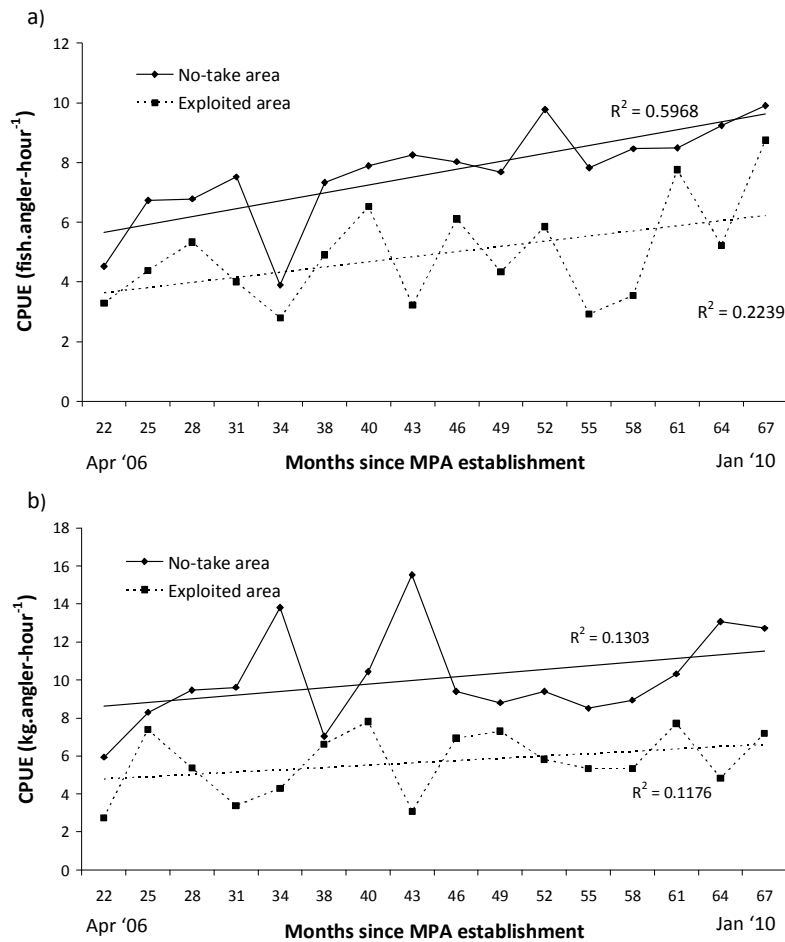 a)
No-take area
Exploited area
R² = 0.5968
R² = 0.2239
CPUE (fish.angler-hour⁻¹)
12
10
8
6
4
2
0
22 25 28 31 34 38 40 43 46 49 52 55 58 61 64 67
Apr ‘06 Months since MPA establishment Jan ’10
b)
No-take area
Exploited area
R² = 0.1303
R² = 0.1176
CPUE (kg.angler-hour⁻¹)
18
16
14
12
10
8
6
4
2
0
22 25 28 31 34 38 40 43 46 49 52 55 58 61 64 67
Apr ‘06 Months since MPA establishment Jan ’10